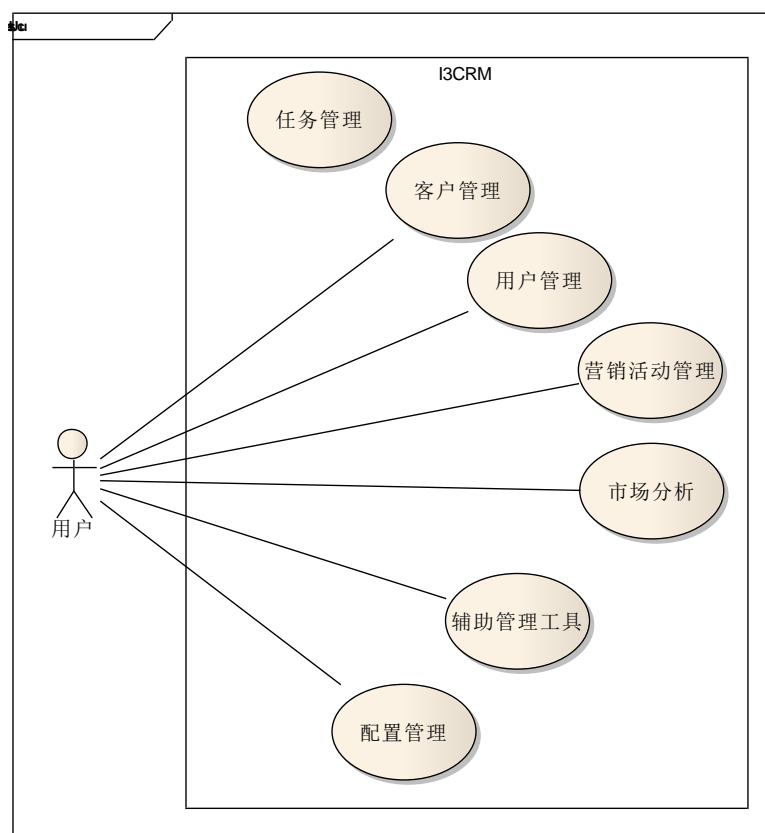 I3CRM
任务管理
客户管理
用户管理
营销活动管理
市场分析
用户
辅助管理工具
配置管理